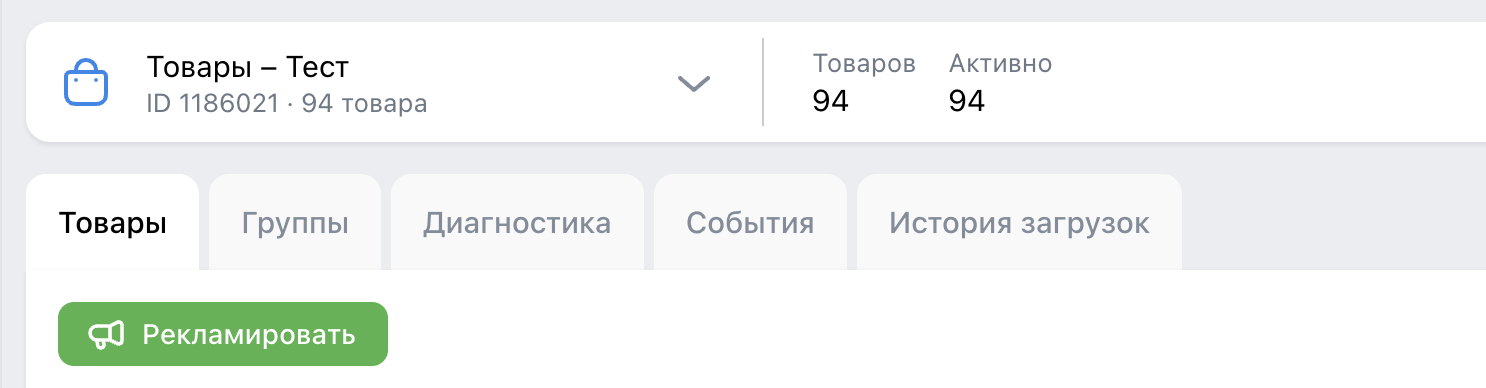 Товары – Тест
ID 1186021 · 94 товара
Товаров Активно
94 94
Товары Группы Диагностика События История загрузок
Рекламировать